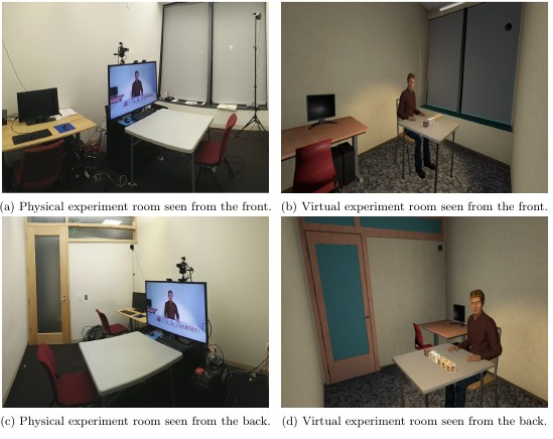 (a) Physical experiment room seen from the front.
(b) Virtual experiment room seen from the front.
(c) Physical experiment room seen from the back.
(d) Virtual experiment room seen from the back.